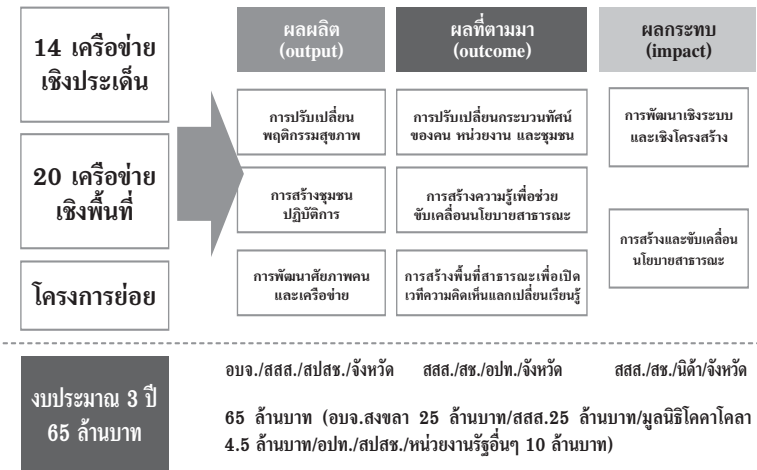 14 เครือข่าย
เชิงประเด็น
20 เครือข่าย
เชิงพื้นที่
โครงการย่อย
ผลผลิต
(output)
การปรับเปลี่ยน
พฤติกรรมสุขภาพ
การสร้างชุมชน
ปฏิบัติการ
การพัฒนาศัยภาพคน
และเครือข่าย
ผลที่ตามมา
(outcome)
การปรับเปลี่ยนกระบวนทัศน์
ของคน หน่วยงาน และชุมชน
การสร้างความรู้เพื่อช่วย
ขับเคลื่อนนโยบายสาธารณะ
การสร้างพื้นที่สาธารณะเพื่อเปิด
เวทีความคิดเห็นแลกเปลี่ยนเรียนรู้
ผลกระทบ
(impact)
การพัฒนาเชิงระบบ
และเชิงโครงสร้าง
การสร้างและขับเคลื่อน
นโยบายสาธารณะ
งบประมาณ 3 ปี
65 ล้านบาท
อบจ./สสส./สปสช./จังหวัด
สสส./สช./อปท./จังหวัด
สสส./สช./นิด้า/จังหวัด
65 ล้านบาท (อบจ.สงขลา 25 ล้านบาท/สสส.25 ล้านบาท/มูลนิธิโคคาโคลา
4.5 ล้านบาท/อปท./สปสช./หน่วยงานรัฐอื่นๆ 10 ล้านบาท)